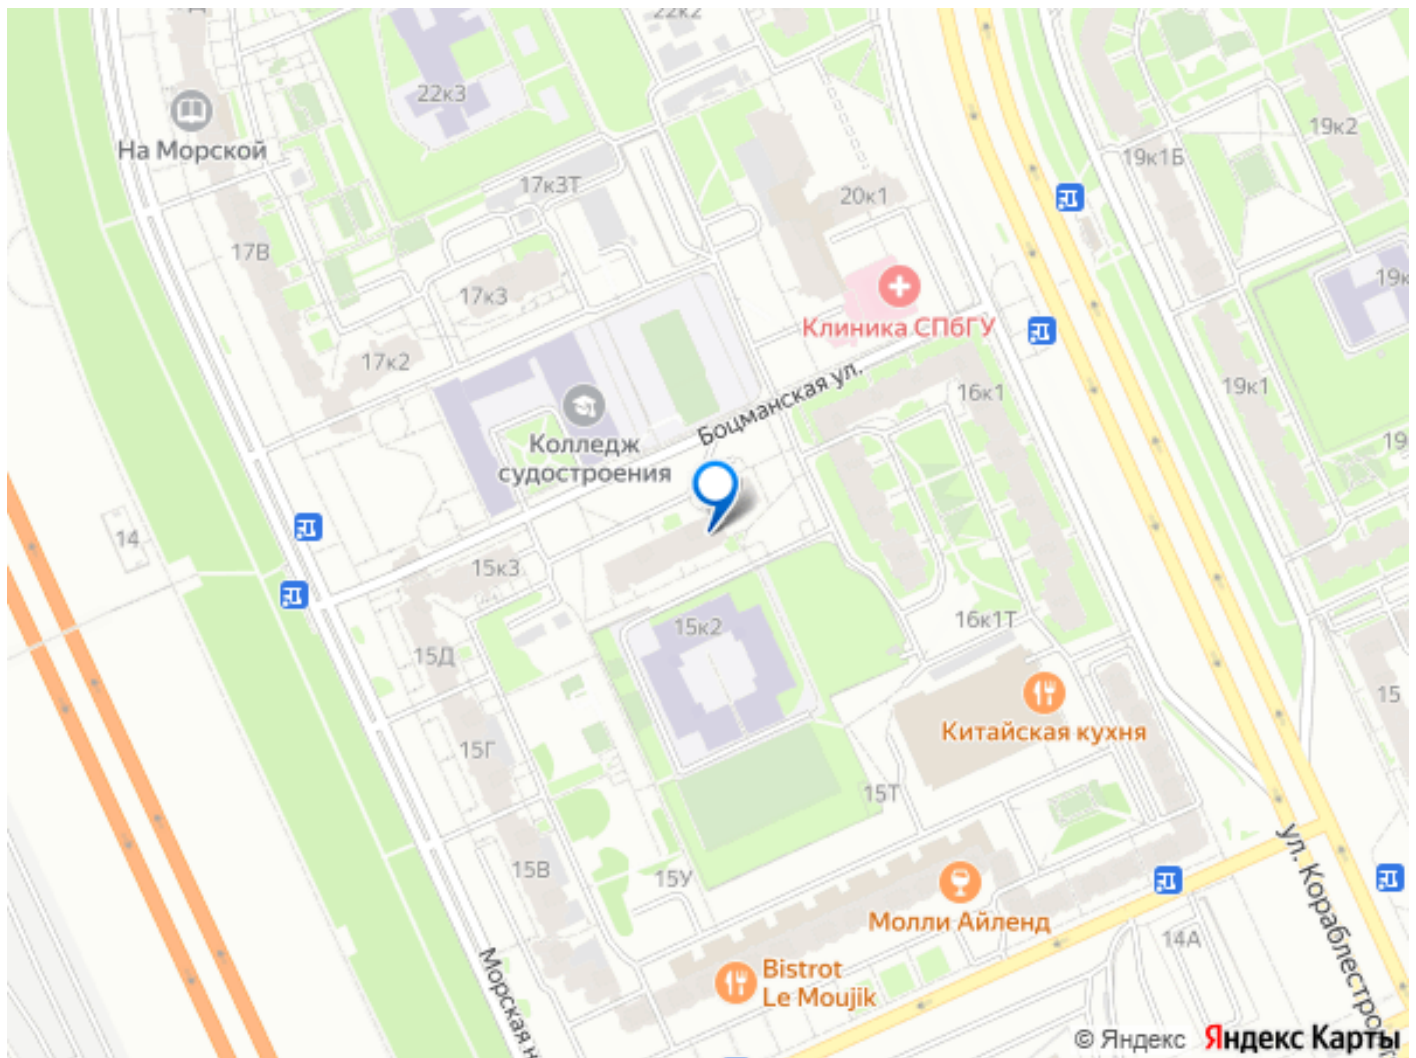 22к2
22к3
На Морской
19к2
19к1Б
17к3Т
20к1
17В
17к3
Клиника СПбГУ
17к2
Боцманская ул.
16к1
19к1
Колледж
судостроения
14
15к3
15к2
16к1Т
15Д
15
Китайская кухня
15Г
15Т
15В
15У
Молли Айленд
14А
Bistrot
Le Moujik
Морская н
ул. Кораблестро
© Яндекс Яндекс Карты